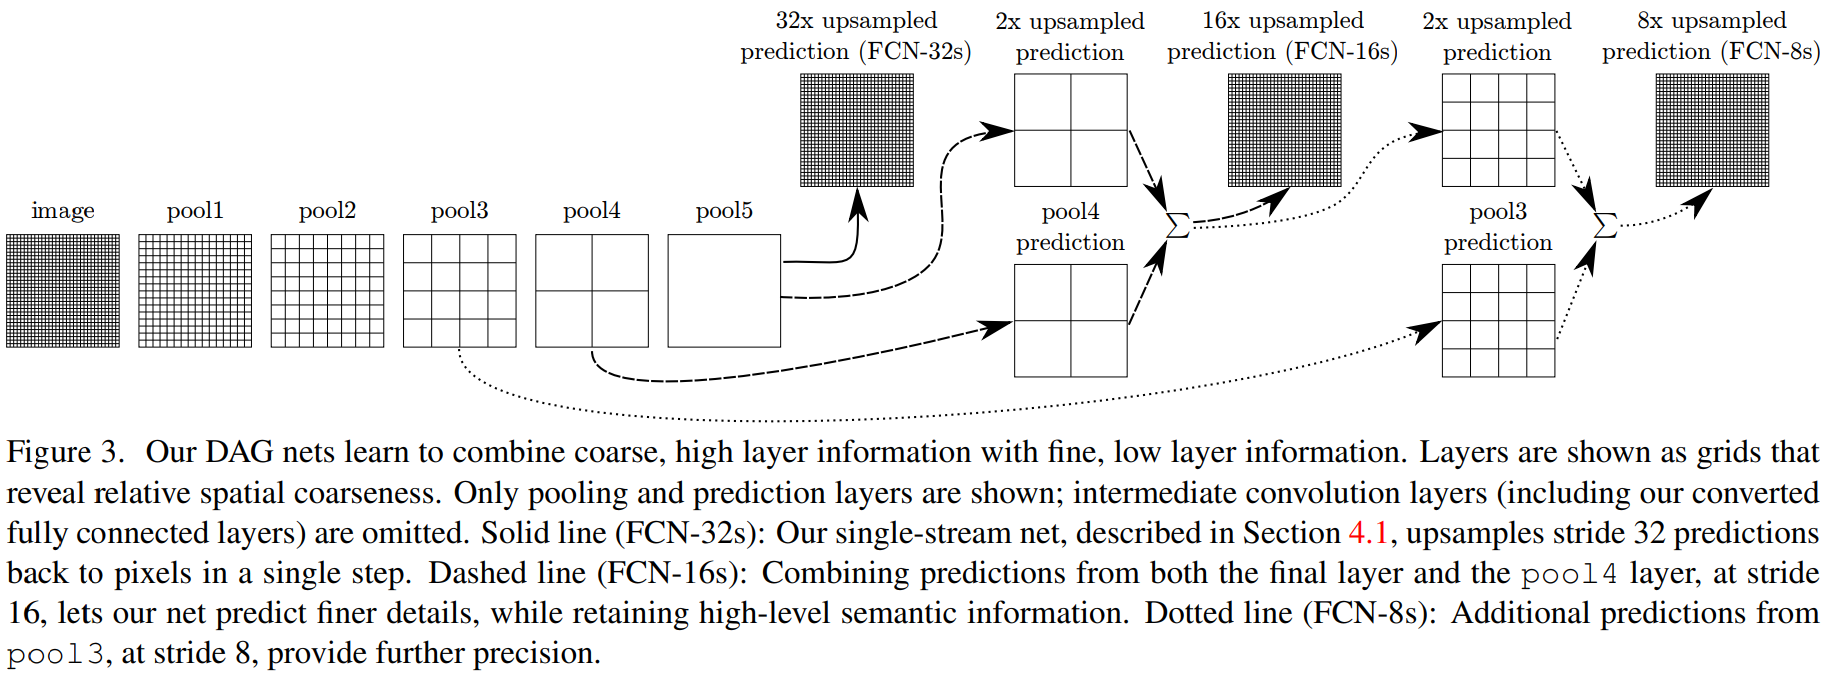 32x upsampled
prediction (FCN-32s)
2x upsampled
prediction
16x upsampled
prediction (FCN-16s)
2x upsampled
prediction
8x upsampled
prediction (FCN-8s)
image
pool1
pool2
pool3
pool4
pool5
pool4
prediction
∑
pool3
prediction
∑
Figure 3. Our DAG nets learn to combine coarse, high layer information with fine, low layer information. Layers are shown as grids that
reveal relative spatial coarseness. Only pooling and prediction layers are shown; intermediate convolution layers (including our converted
fully connected layers) are omitted. Solid line (FCN-32s): Our single-stream net, described in Section 4.1, upsamples stride 32 predictions
back to pixels in a single step. Dashed line (FCN-16s): Combining predictions from both the final layer and the pool4 layer, at stride
16, lets our net predict finer details, while retaining high-level semantic information. Dotted line (FCN-8s): Additional predictions from
pool3, at stride 8, provide further precision.